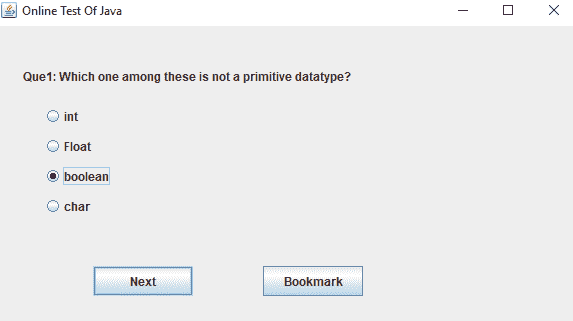 Online Test Of Java
Que1: Which one among these is not a primitive datatype?
int
Float
boolean
char
Next Bookmark